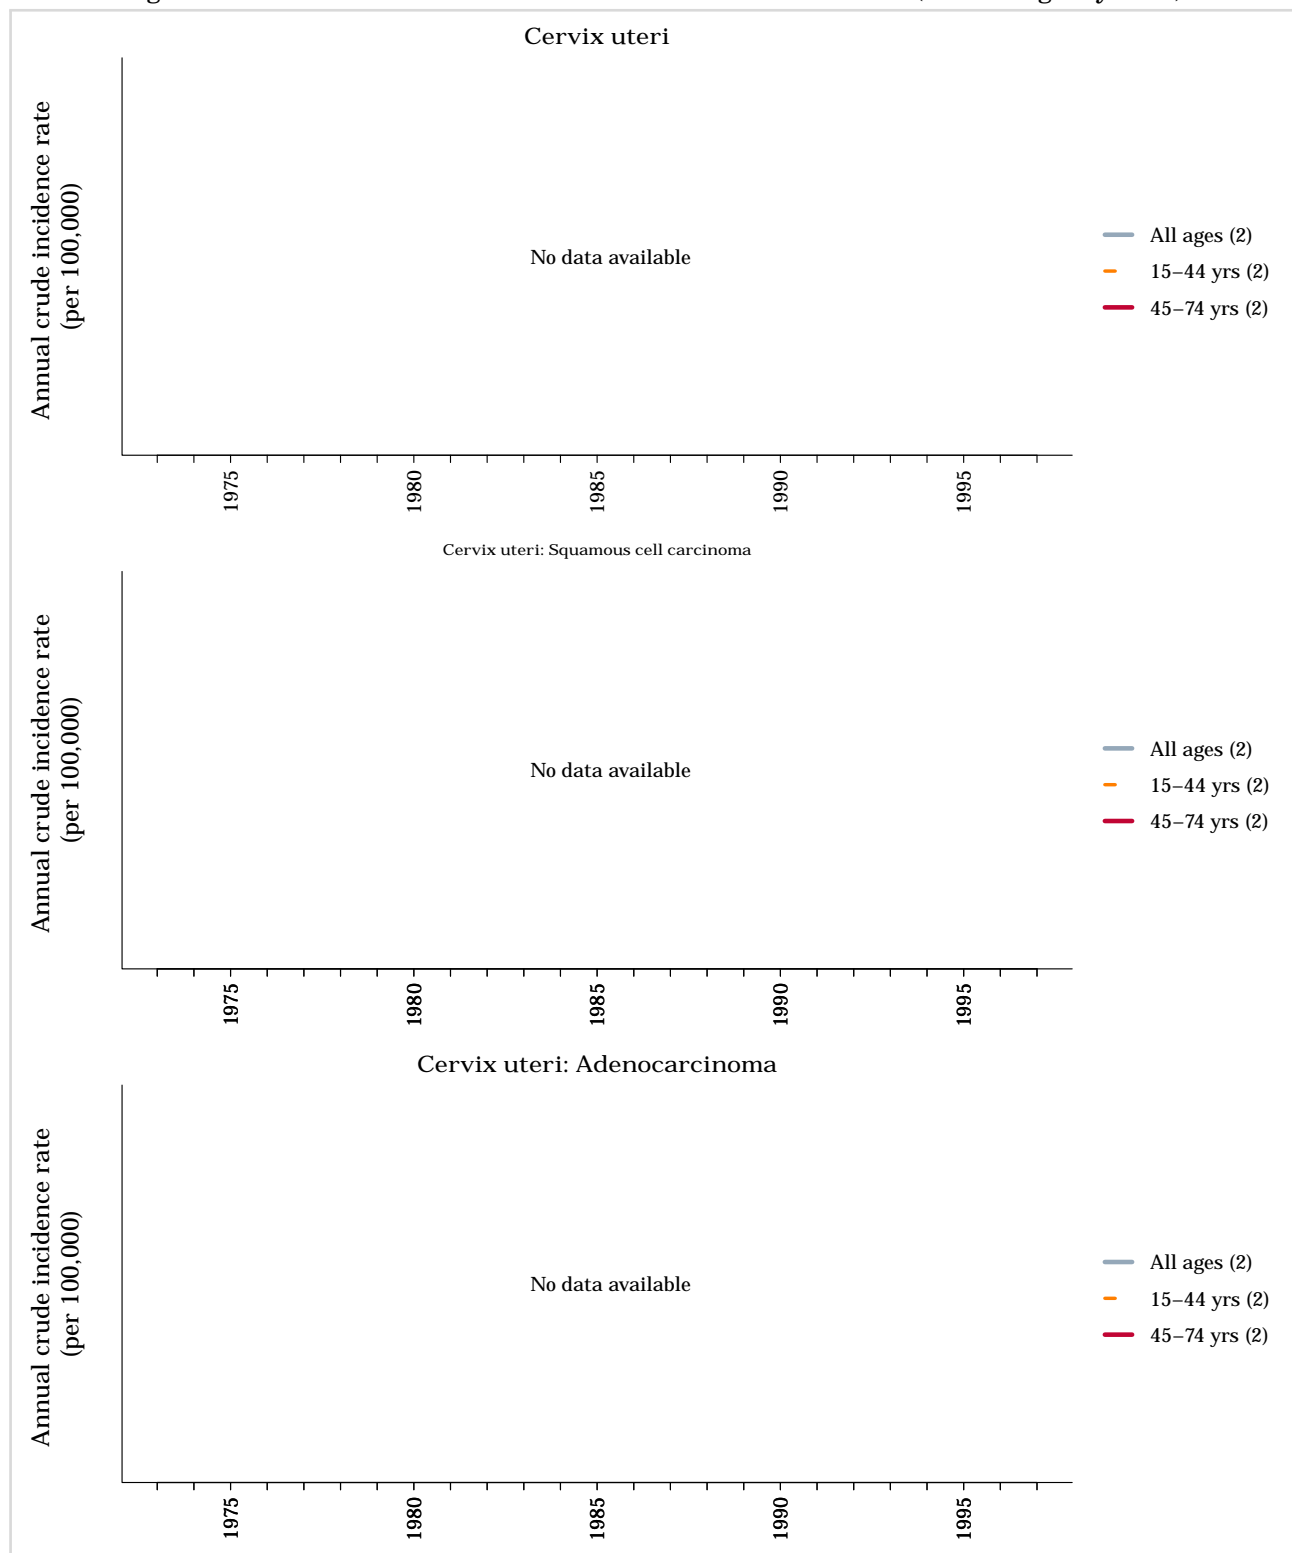 Cervix uteri
Annual crude incidence rate
(per 100,000)
No data available
All ages (2)
15–44 yrs (2)
45–74 yrs (2)
1975
1980
1985
1990
1995
Cervix uteri: Squamous cell carcinoma
Annual crude incidence rate
(per 100,000)
No data available
All ages (2)
15–44 yrs (2)
45–74 yrs (2)
1975
1980
1985
1990
1995
Cervix uteri: Adenocarcinoma
Annual crude incidence rate
(per 100,000)
No data available
All ages (2)
15–44 yrs (2)
45–74 yrs (2)
1975
1980
1985
1990
1995